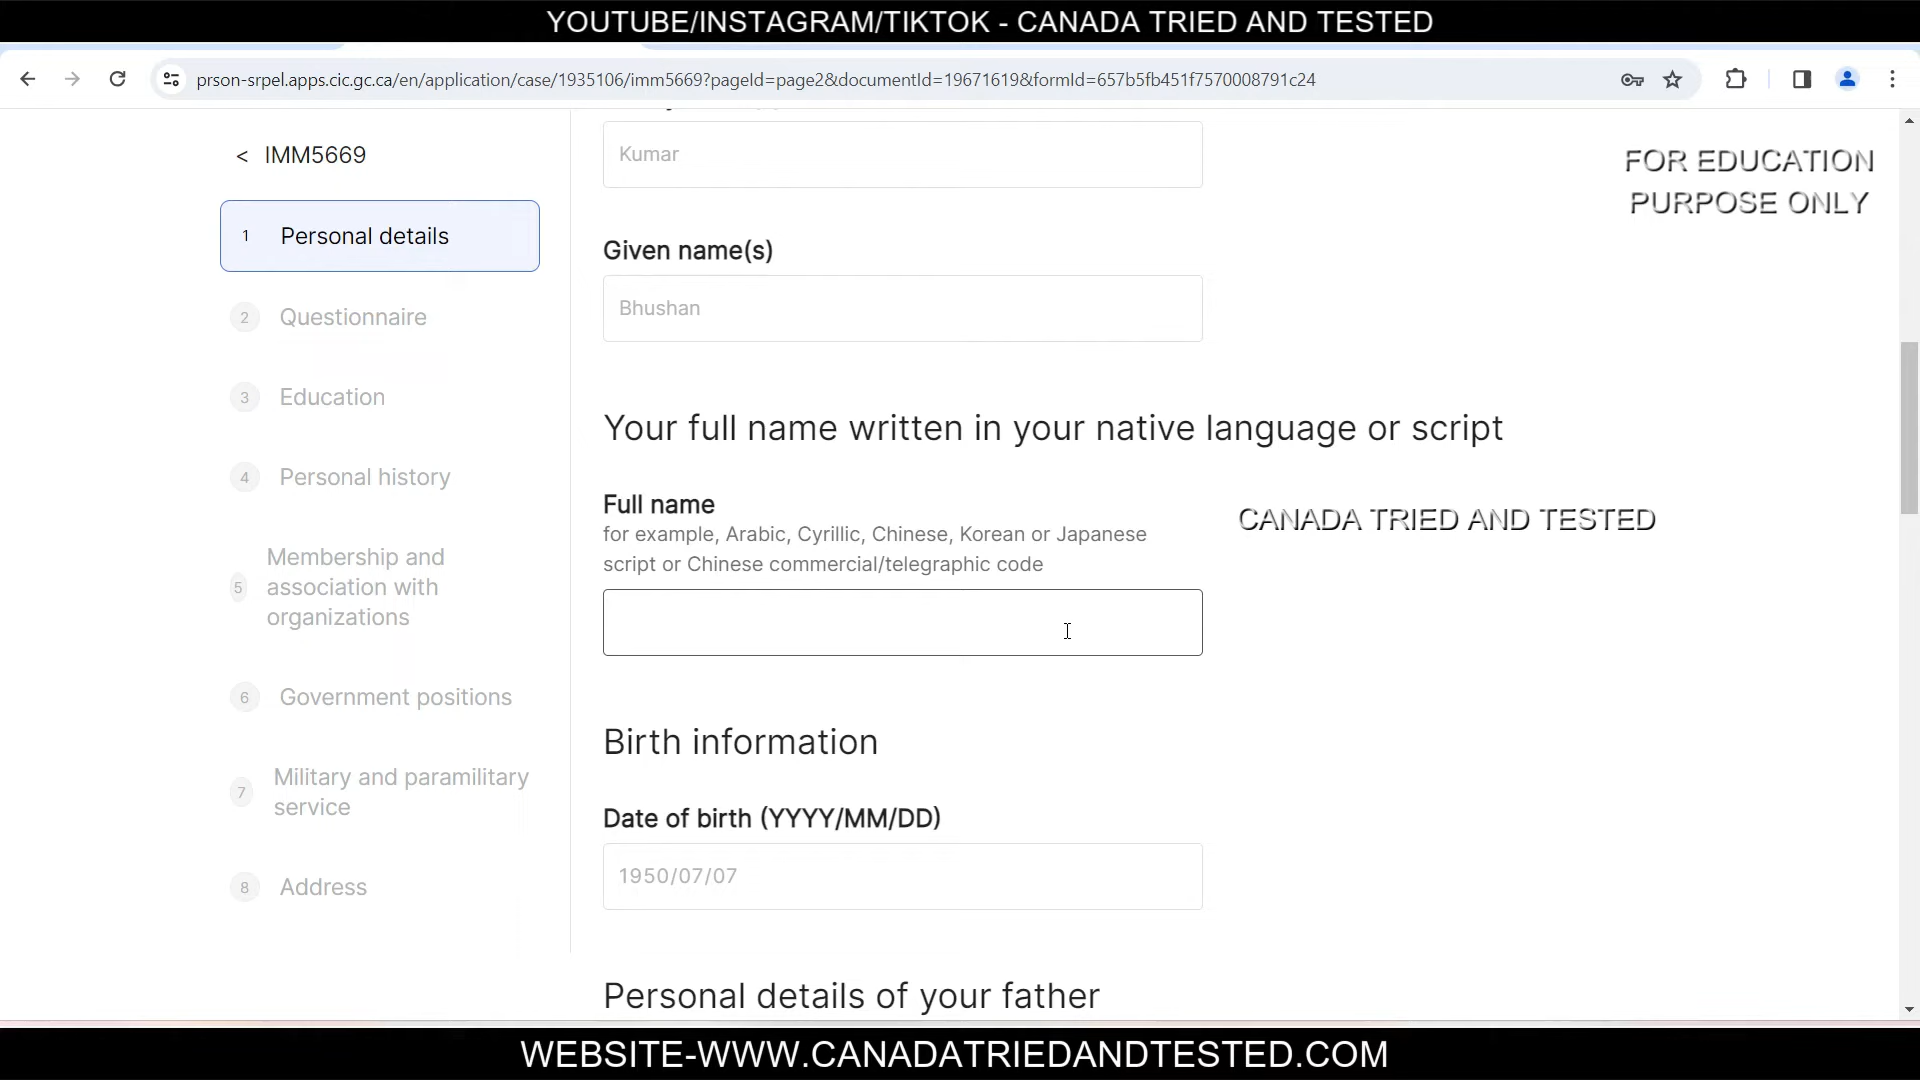 YOUTUBE/INSTAGRAM/TIKTOK - CANADA TRIED AND TESTED
prson-srpel.apps.cic.gc.ca/en/application/case/1935106/imm5669?pageId=page2&documentId=19671619&formId=657b5fb451f7570008791c24
< IMM5669
1 Personal details
2 Questionnaire
3 Education
4 Personal history
5 Membership and
association with
organizations
6 Government positions
7 Military and paramilitary
service
8 Address
Kumar
Given name(s)
Bhushan
Your full name written in your native language or script
Full name
for example, Arabic, Cyrillic, Chinese, Korean or Japanese
script or Chinese commercial/telegraphic code
Birth information
Date of birth (YYYY/MM/DD)
1950/07/07
Personal details of your father
FOR EDUCATION
PURPOSE ONLY
CANADA TRIED AND TESTED
WEBSITE-WWW.CANADATRIEDANDTESTED.COM